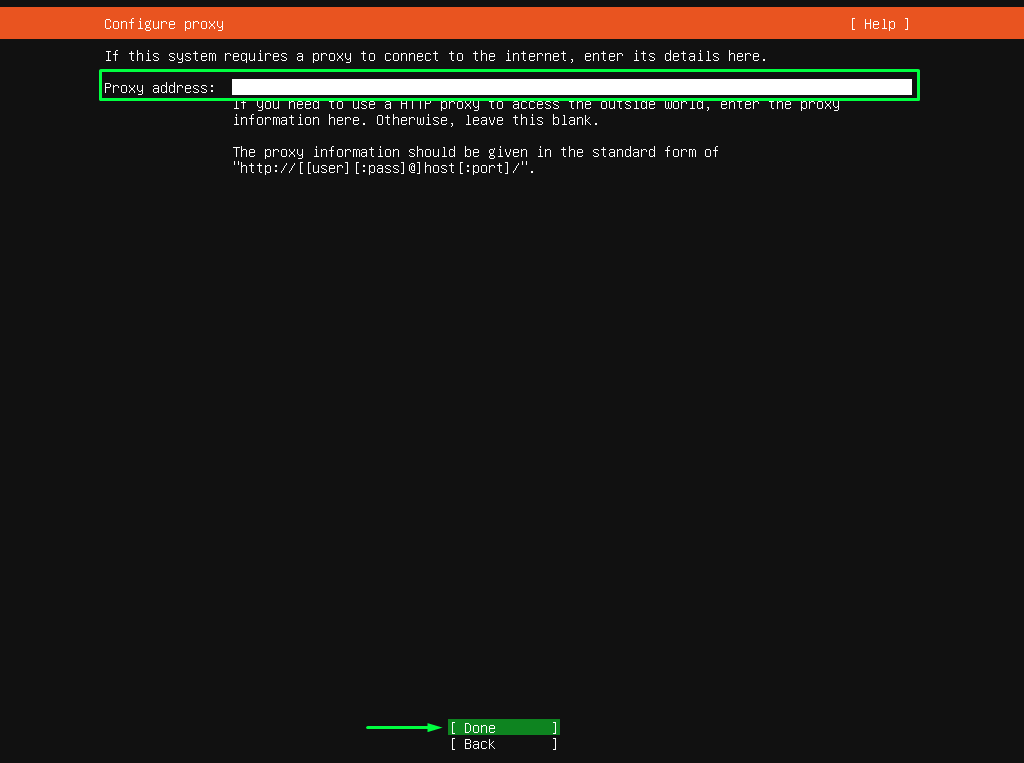 Configure proxy [ Help ]
If this system requires a proxy to connect to the internet, enter its details here.
Proxy address:
If you need to use a HTTP proxy to access the outside world, enter the proxy
information here. Otherwise, leave this blank.
The proxy information should be given in the standard form of
"http://[[user][:pass]@]host[:port]/".
[ Done ]
[ Back ]